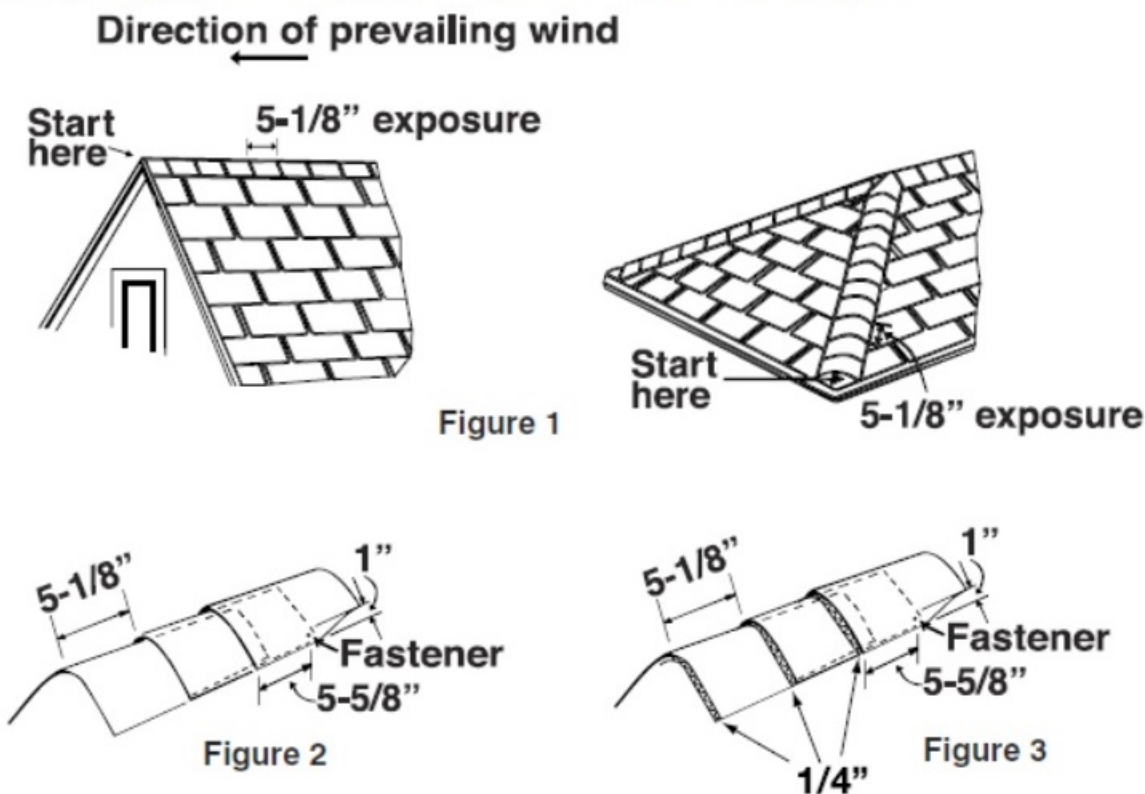 Direction of prevailing wind
Start
here
5-1/8” exposure
Start
here
5-1/8” exposure
Figure 1
5-1/8”
1”
Fastener
5-5/8”
Figure 2
5-1/8”
1”
Fastener
5-5/8”
1/4”
Figure 3